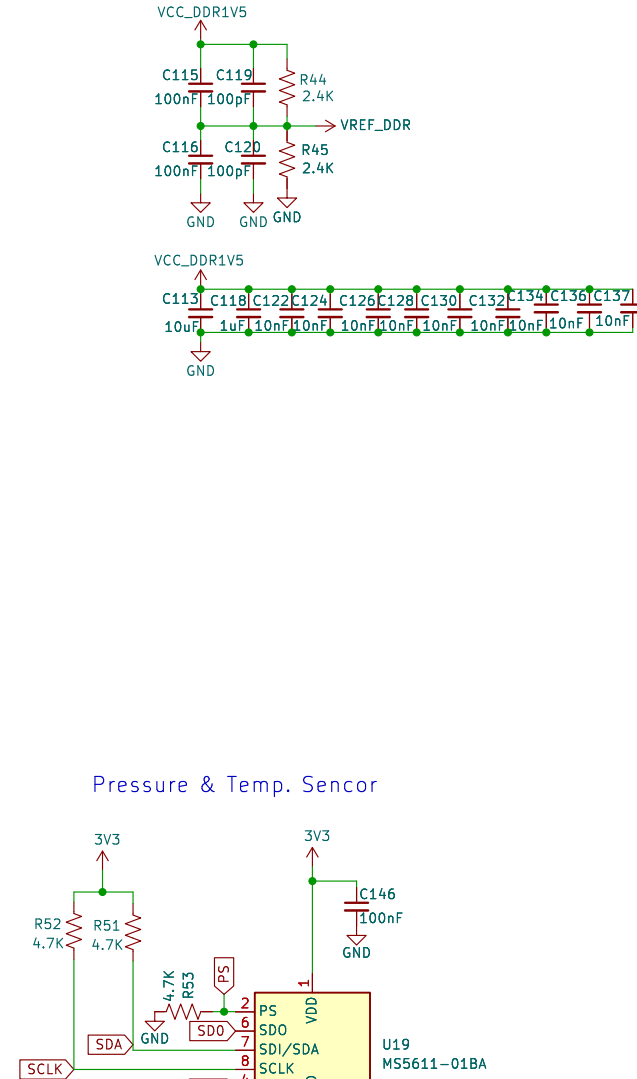 VCC_DDR1V5
C115 C119 R44
100nF 100pF 2.4K
VREF_DDR
C116 C120 R45
100nF 100pF 2.4K
GND GND GND
VCC_DDR1V5
C113 C118 C122 C124 C126 C128 C130 C132 C134 C136 C137
10uF 1uF 10nF 10nF 10nF 10nF 10nF 10nF 10nF 10nF 10nF
GND
Pressure & Temp. Sencor
3V3 3V3
C146
100nF
GND
R52 R51
4.7K 4.7K
PS
4.7K R53
GND
1 VDD
2 PS
SDO 6 SDO
SDA 7 SDI/SDA
SCLK 8 SCLK
U19
MS5611-01BA